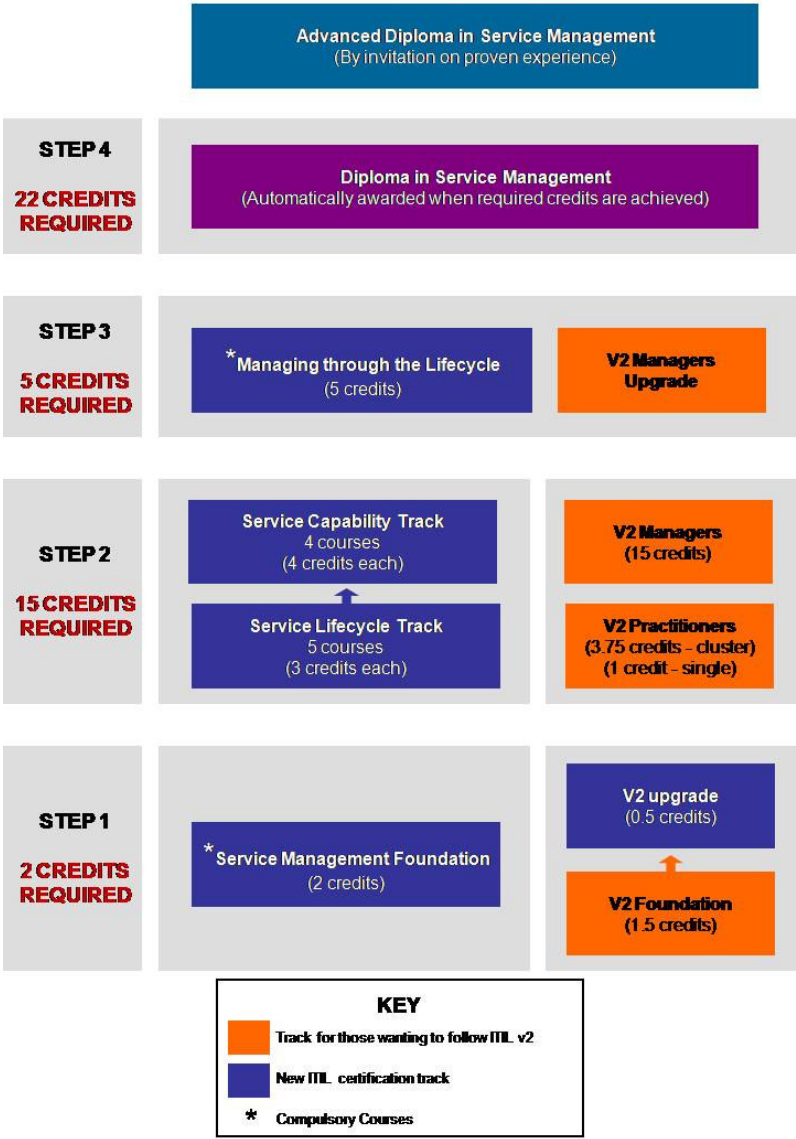 Advanced Diploma in Service Management
(By invitation on proven experience)
STEP 4
22 CREDITS
REQUIRED
Diploma in Service Management
(Automatically awarded when required credits are achieved)
STEP 3
5 CREDITS
REQUIRED
*Managing through the Lifecycle
(5 credits)
V2 Managers
Upgrade
STEP 2
15 CREDITS
REQUIRED
Service Capability Track
4 courses
(4 credits each)
Service Lifecycle Track
5 courses
(3 credits each)
V2 Managers
(15 credits)
V2 Practitioners
(3.75 credits - cluster)
(1 credit - single)
STEP 1
2 CREDITS
REQUIRED
*Service Management Foundation
(2 credits)
V2 upgrade
(0.5 credits)
V2 Foundation
(1.5 credits)
KEY
Track for those wanting to follow ITIL v2
New ITIL certification track
* Compulsory Courses